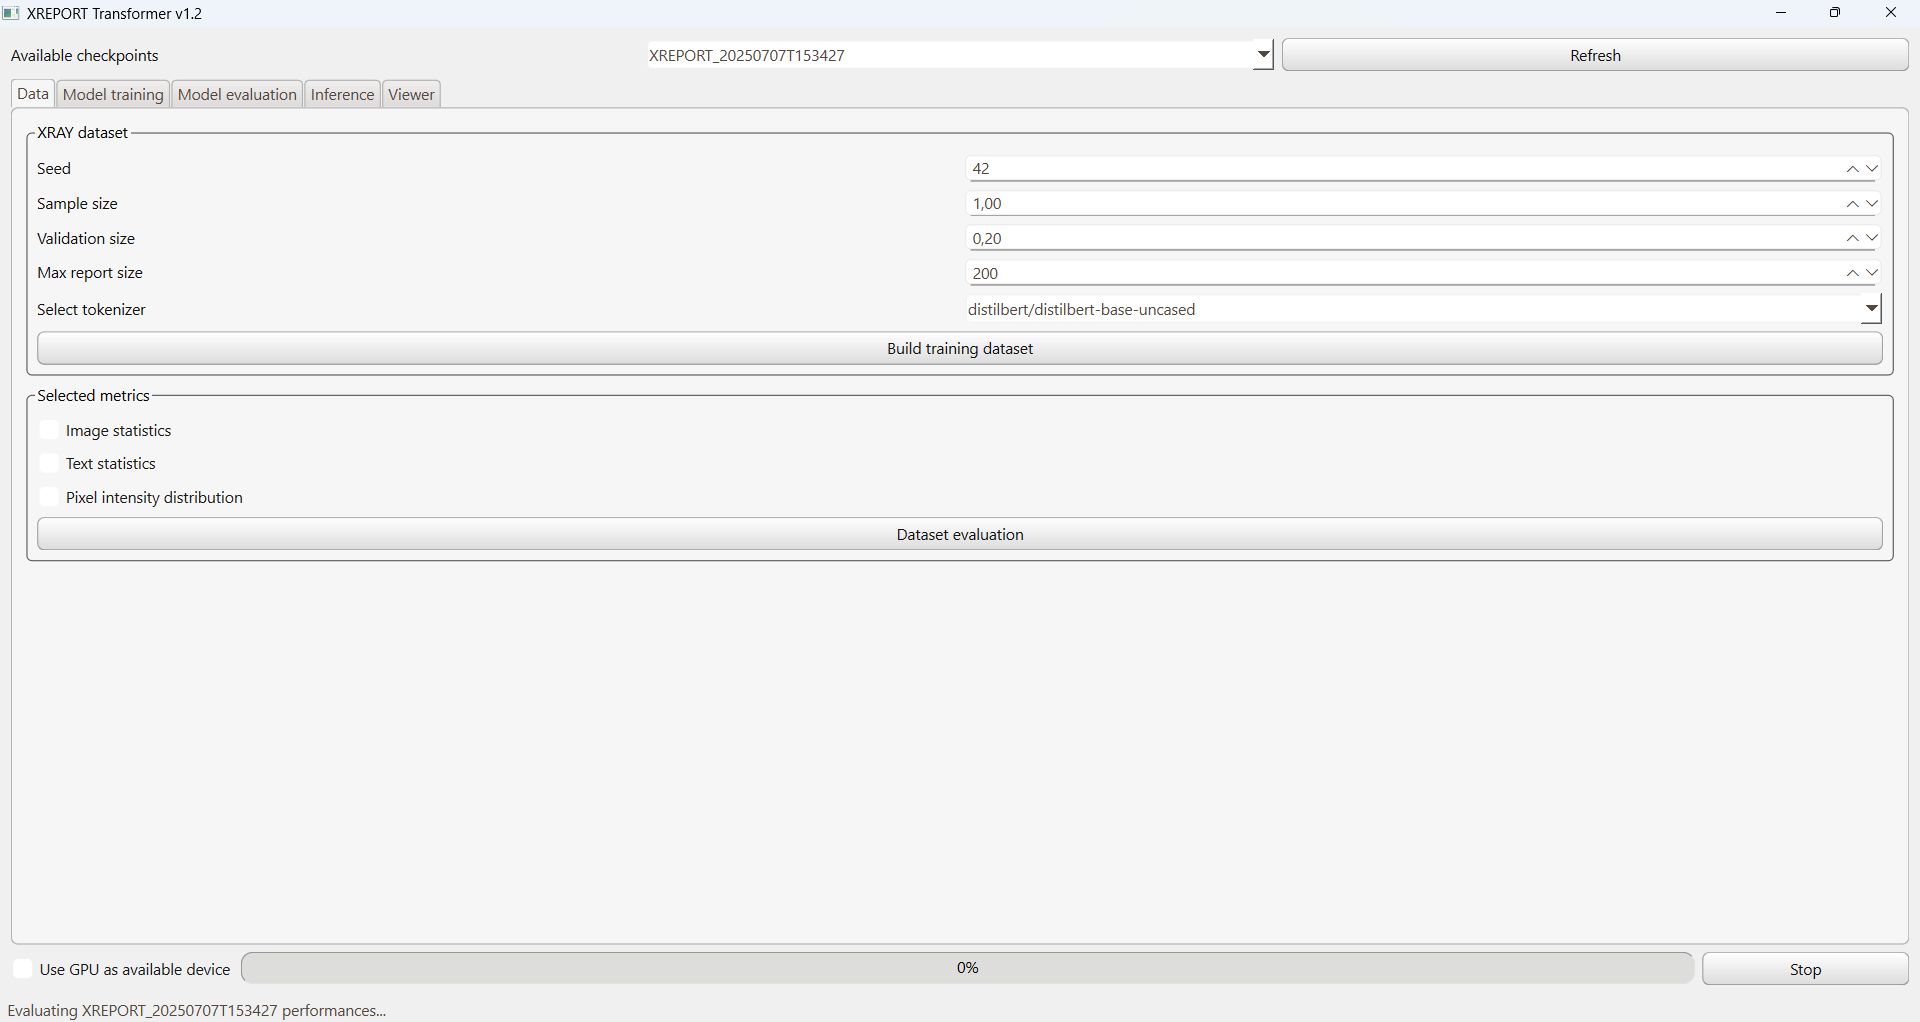 XREPORT Transformer v1.2
Available checkpoints XREPORT_20250707T153427 Refresh
Data Model training Model evaluation Inference Viewer
XRAY dataset
Seed 42
Sample size 1,00
Validation size 0,20
Max report size 200
Select tokenizer distilbert/distilbert-base-uncased
Build training dataset
Selected metrics
Image statistics
Text statistics
Pixel intensity distribution
Dataset evaluation
Use GPU as available device 0% Stop
Evaluating XREPORT_20250707T153427 performances...